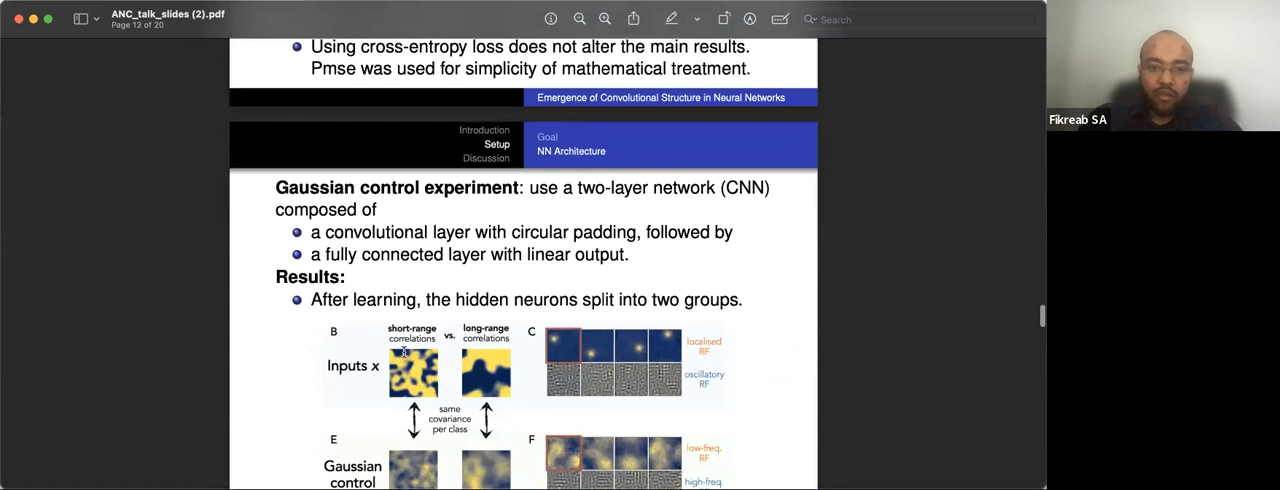 ANC_talk_slides (2).pdf
Page 13 of 20
Search
Using cross-entropy loss does not alter the main results.
Pmse was used for simplicity of mathematical treatment.
Emergence of Convolutional Structure in Neural Networks
Introduction
Setup
Discussion
Goal
NN Architecture
Gaussian control experiment: use a two-layer network (CNN)
composed of
a convolutional layer with circular padding, followed by
a fully connected layer with linear output.
Results:
After learning, the hidden neurons split into two groups.
B
short-range
correlations
vs.
long-range
correlations
C
Inputs x
localised
RF
oscillatory
RF
same
covariance
per class
E
Gaussian
control
F
low-freq.
RF
high-freq.
Fikreab SA